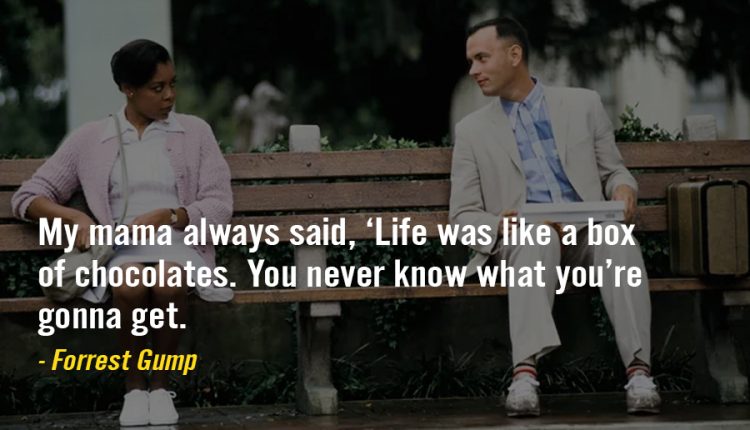 My mama always said, ‘Life was like a box
of chocolates. You never know what you’re
gonna get.
- Forrest Gump